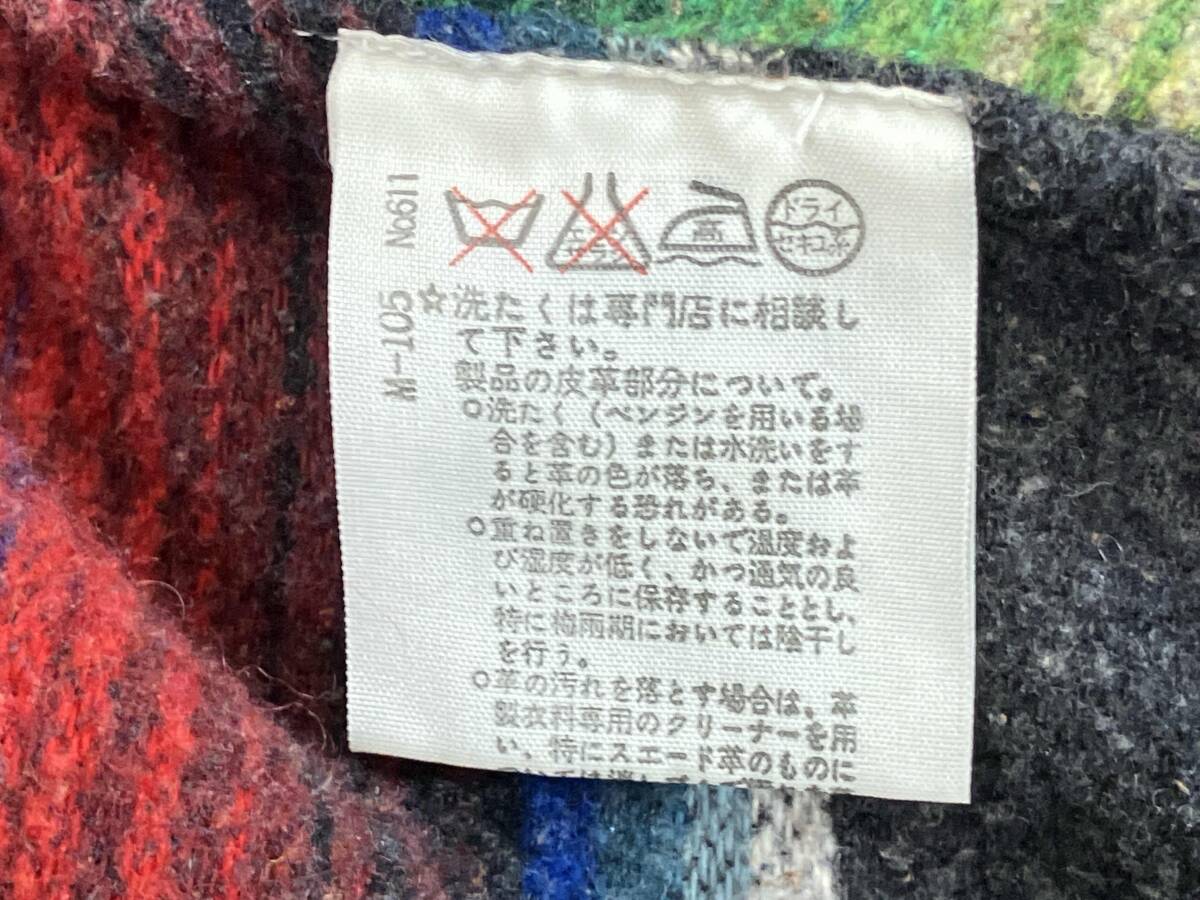 No611
M-105
エンソ
サラシ
高
ドライ
セキユ系
☆洗たくは専門店に相談し
て下さい。
製品の皮革部分について。
○洗たく(ベンジンを用いる場
合を含む)または水洗いをす
ると革の色が落ち、または革
が硬化する恐れがある。
○重ね置きをしないで温度およ
び湿度が低く、かつ通気の良
いところに保存することとし、
特に梅雨期においては陰干し
を行う。
○革の汚れを落とす場合は、革
製衣料専用のクリーナーを用
い、特にスエード革のものに